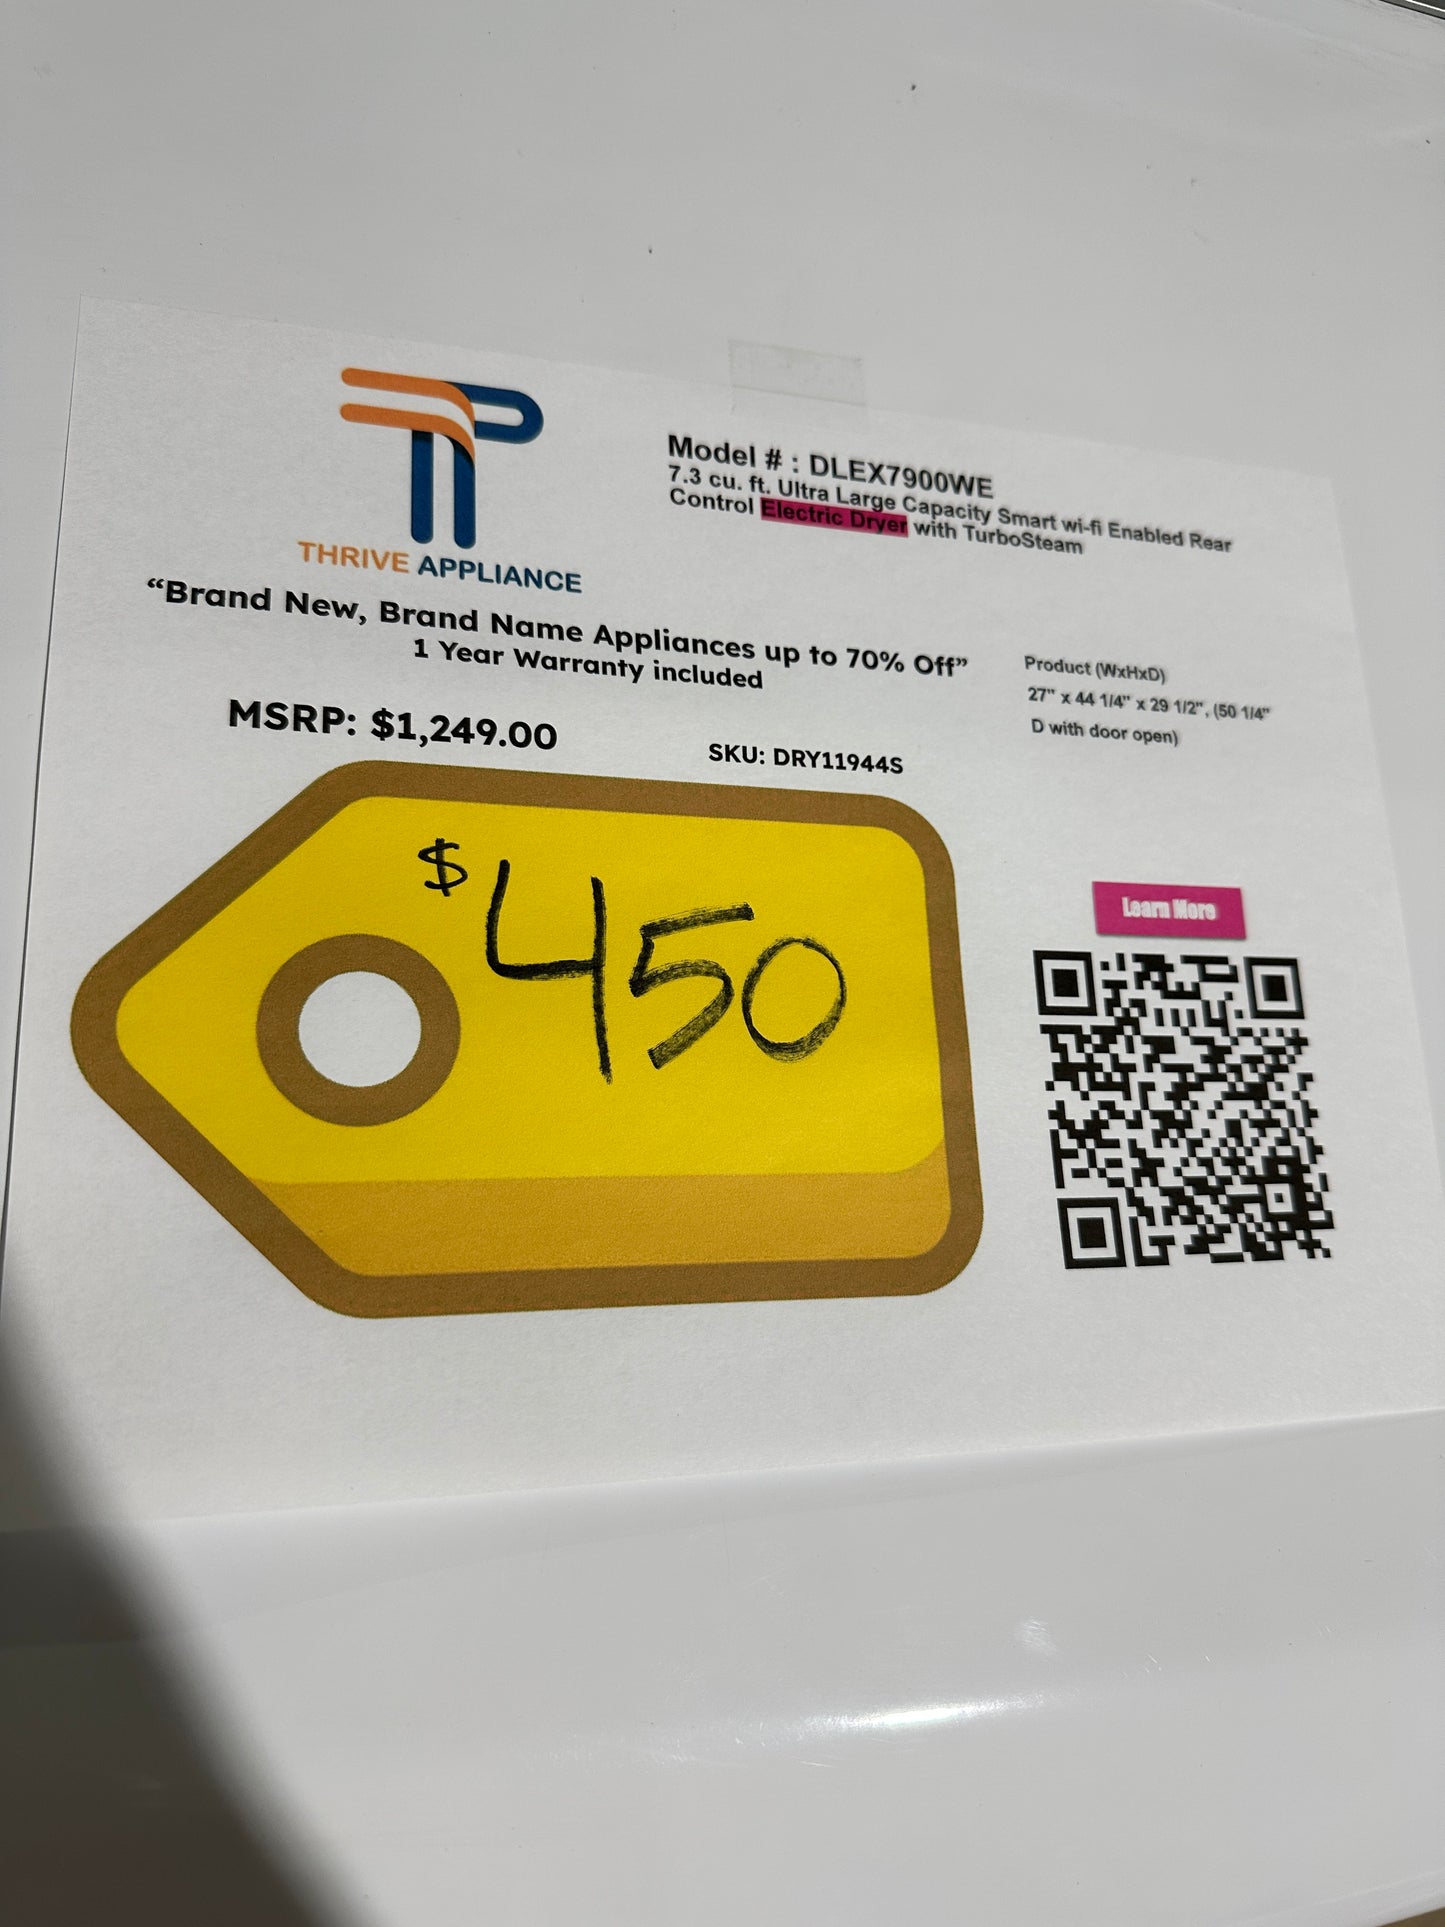 THRIVE APPLIANCE
Model # : DLEX7900WE
7.3 cu. ft. Ultra Large Capacity Smart wi-fi Enabled Rear
Control Electric Dryer with TurboSteam
“Brand New, Brand Name Appliances up to 70% Off”
1 Year Warranty included
Product (WxHxD)
27" x 44 1/4" x 29 1/2", (50 1/4"
D with door open)
MSRP: $1,249.00
SKU: DRY11944S
$450
Learn More